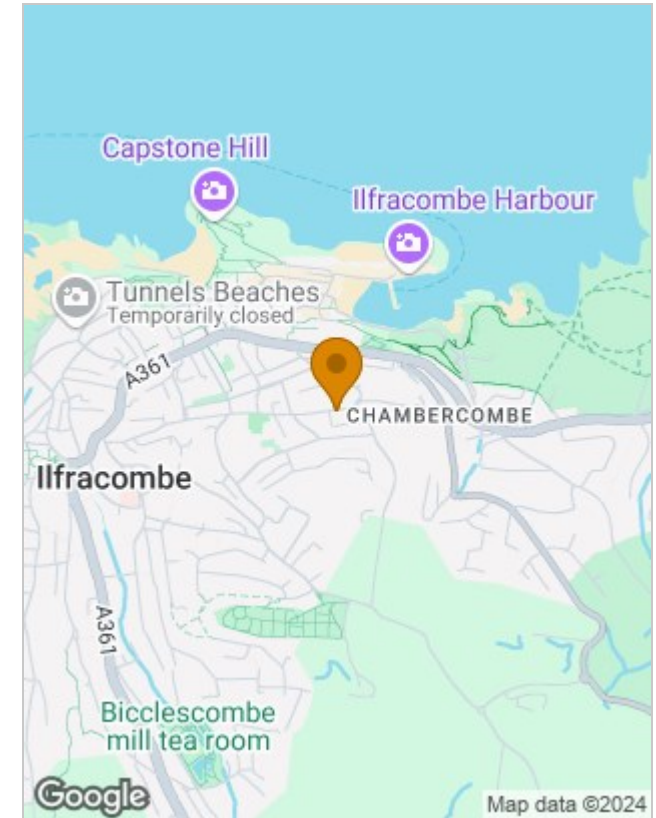 Capstone Hill
Ilfracombe Harbour
Tunnels Beaches
Temporarily closed
A361
CHAMBERCOMBE
Ilfracombe
A361
Bicclescombe
mill tea room
Google
Map data ©2024